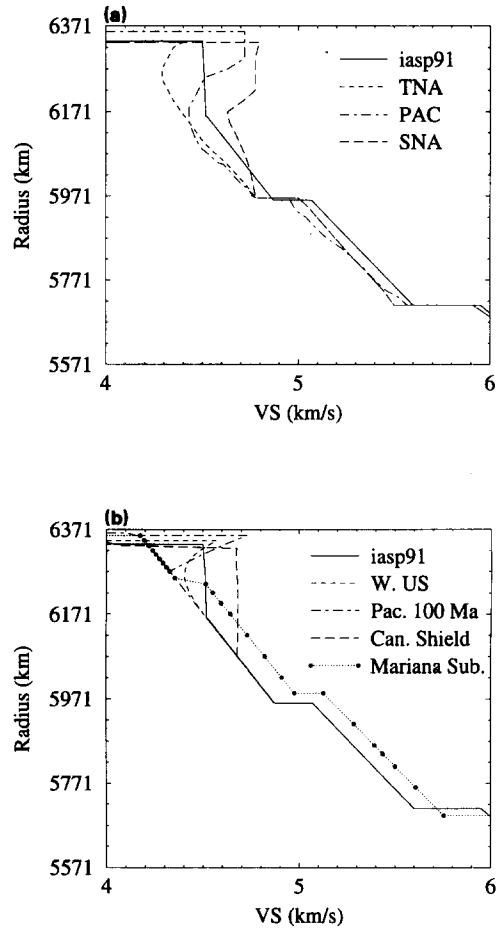 (a)
6371
6171
5971
5771
5571
Radius (km)
iasp91
TNA
PAC
SNA
4
5
6
VS (km/s)
(b)
6371
6171
5971
5771
5571
Radius (km)
iasp91
W. US
Pac. 100 Ma
Can. Shield
Mariana Sub.
4
5
6
VS (km/s)